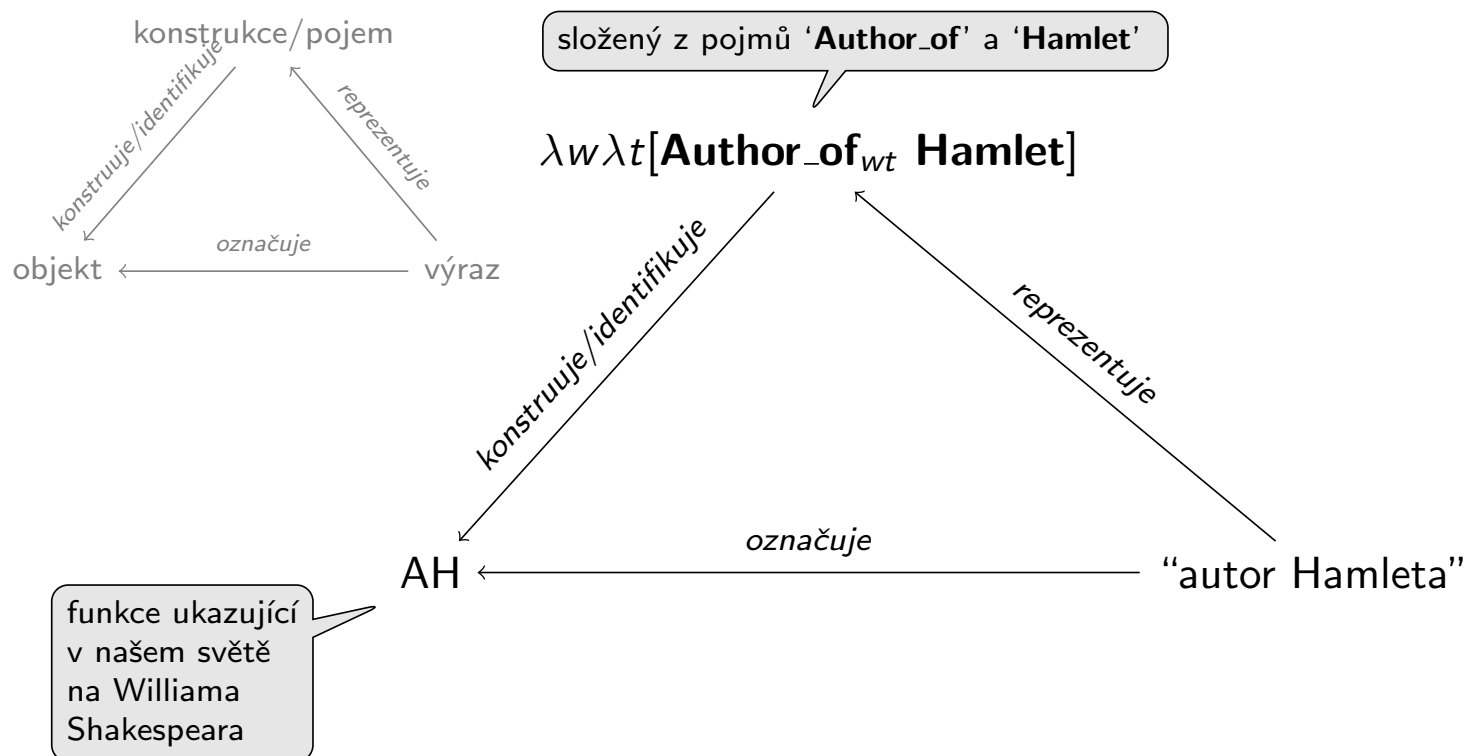 konstrukce/pojem
složený z pojmů ‘Author_of’ a ‘Hamlet’
konstruuje/identifikuje
reprezentuje
λwλt[Author_of_wt Hamlet]
označuje
objekt
výraz
konstruuje/identifikuje
reprezentuje
označuje
AH
“autor Hamleta”
funkce ukazující
v našem světě
na Williama
Shakespeara